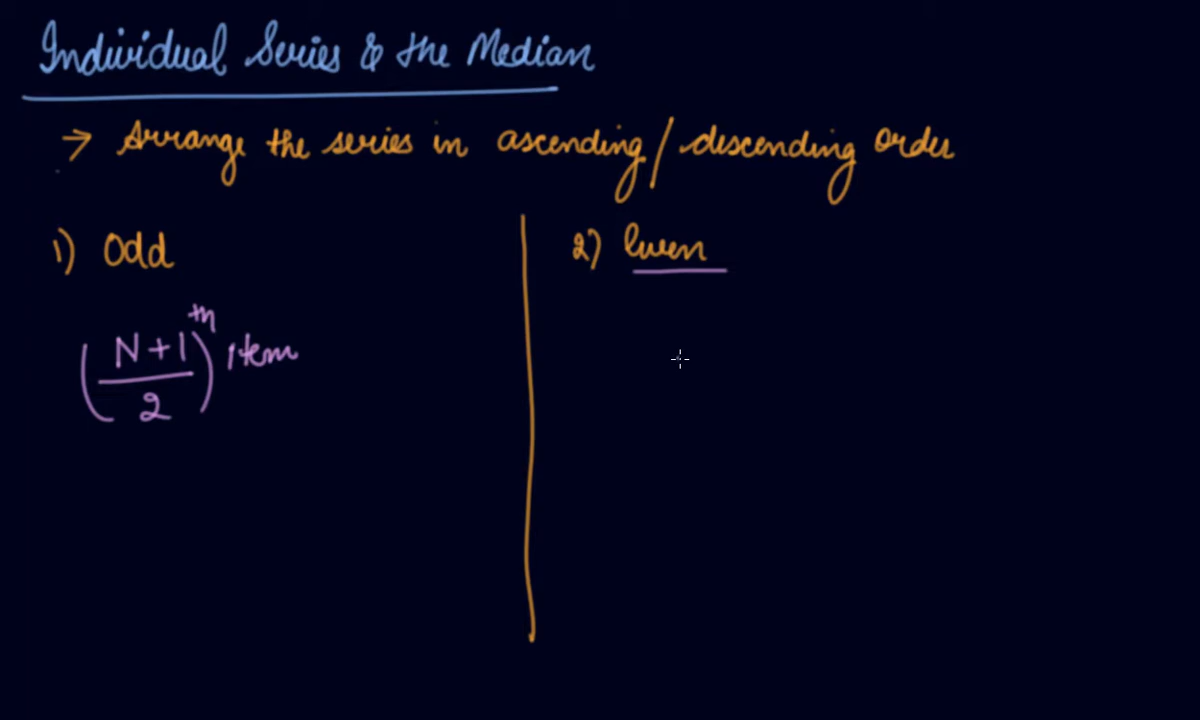 Individual Series & the Median
→ Arrange the series in ascending/descending order
1) Odd
(N+1/2)th item
2) Even